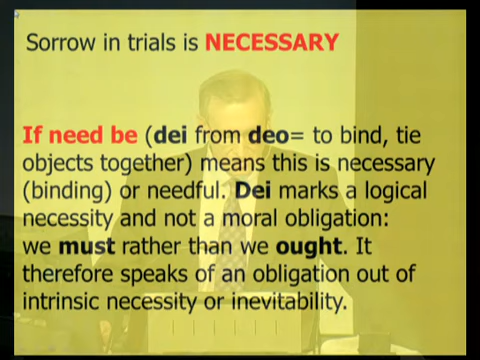 Sorrow in trials is NECESSARY
If need be (dei from deo= to bind, tie
objects together) means this is necessary
(binding) or needful. Dei marks a logical
necessity and not a moral obligation:
we must rather than we ought. It
therefore speaks of an obligation out of
intrinsic necessity or inevitability.